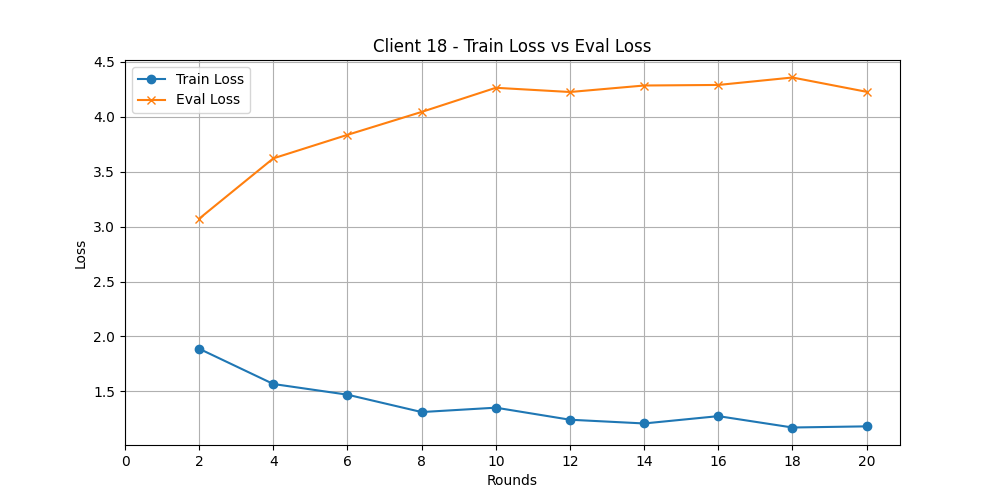 Client 18 - Train Loss vs Eval Loss
Train Loss
Eval Loss
4.5
4.0
3.5
3.0
2.5
2.0
1.5
Loss
0 2 4 6 8 10 12 14 16 18 20
Rounds